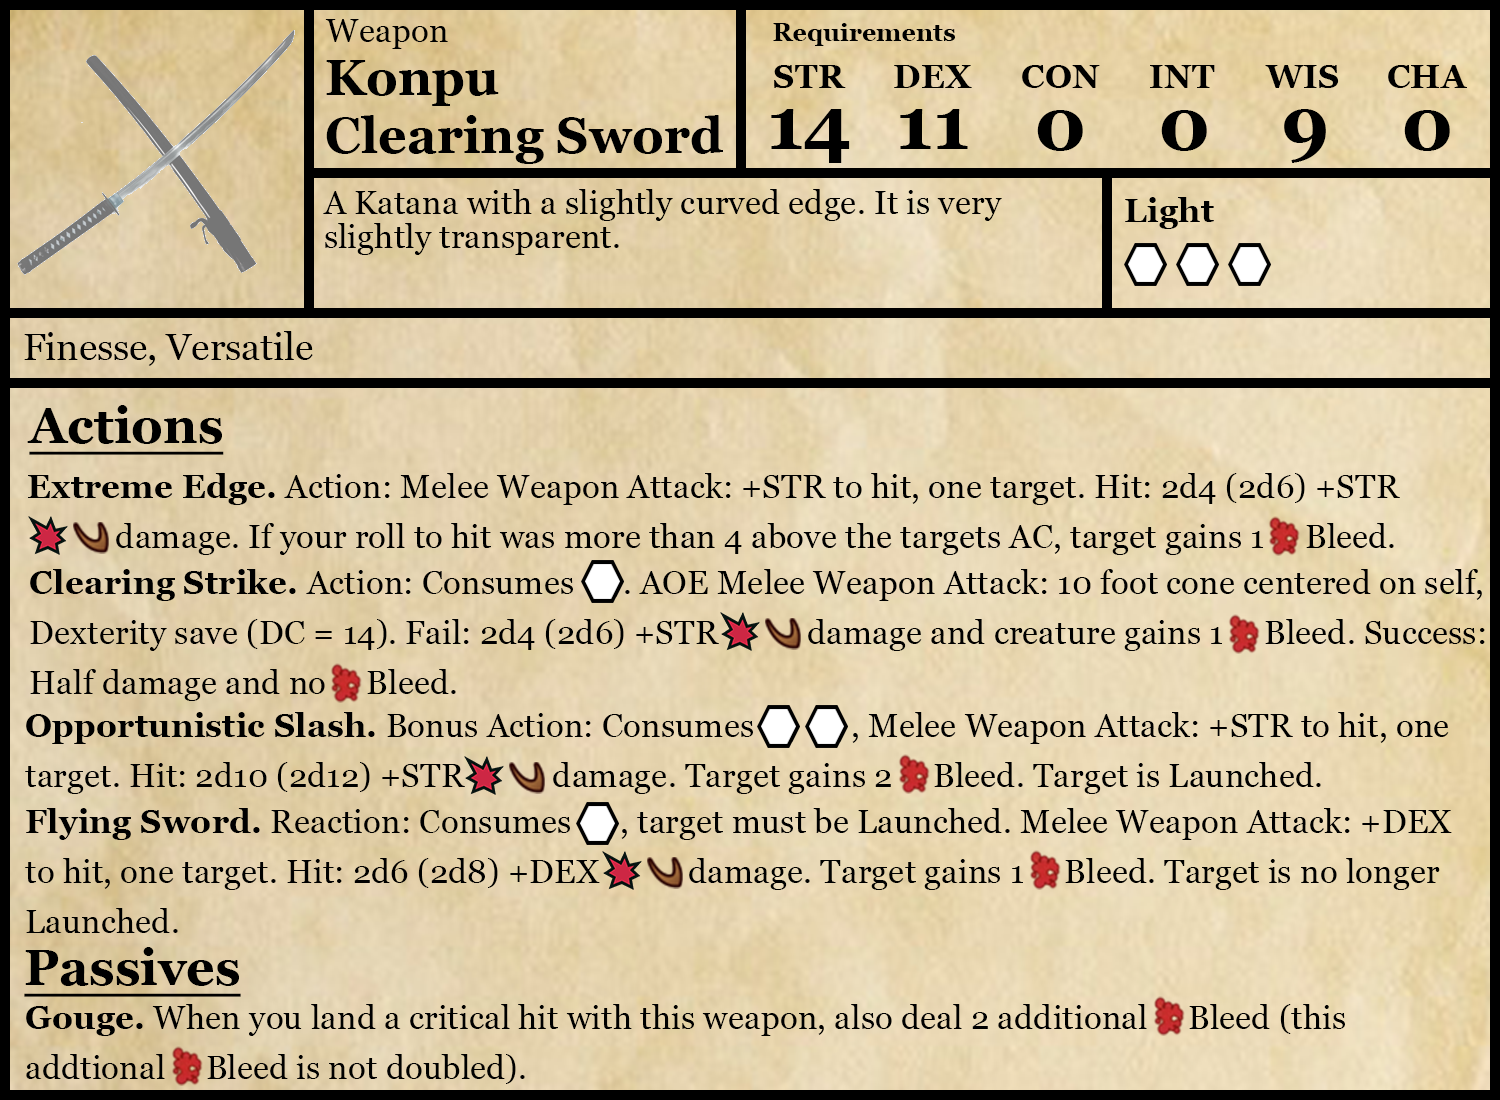 Weapon
Konpu
Clearing Sword
Requirements
STR DEX CON INT WIS CHA
14 11 0 0 9 0
A Katana with a slightly curved edge. It is very
slightly transparent.
Light
Finesse, Versatile
Actions
Extreme Edge. Action: Melee Weapon Attack: +STR to hit, one target. Hit: 2d4 (2d6) +STR
damage. If your roll to hit was more than 4 above the targets AC, target gains 1 Bleed.
Clearing Strike. Action: Consumes . AOE Melee Weapon Attack: 10 foot cone centered on self,
Dexterity save (DC = 14). Fail: 2d4 (2d6) +STR damage and creature gains 1 Bleed. Success:
Half damage and no Bleed.
Opportunistic Slash. Bonus Action: Consumes , Melee Weapon Attack: +STR to hit, one
target. Hit: 2d10 (2d12) +STR damage. Target gains 2 Bleed. Target is Launched.
Flying Sword. Reaction: Consumes , target must be Launched. Melee Weapon Attack: +DEX
to hit, one target. Hit: 2d6 (2d8) +DEX damage. Target gains 1 Bleed. Target is no longer
Launched.
Passives
Gouge. When you land a critical hit with this weapon, also deal 2 additional Bleed (this
addtional Bleed is not doubled).